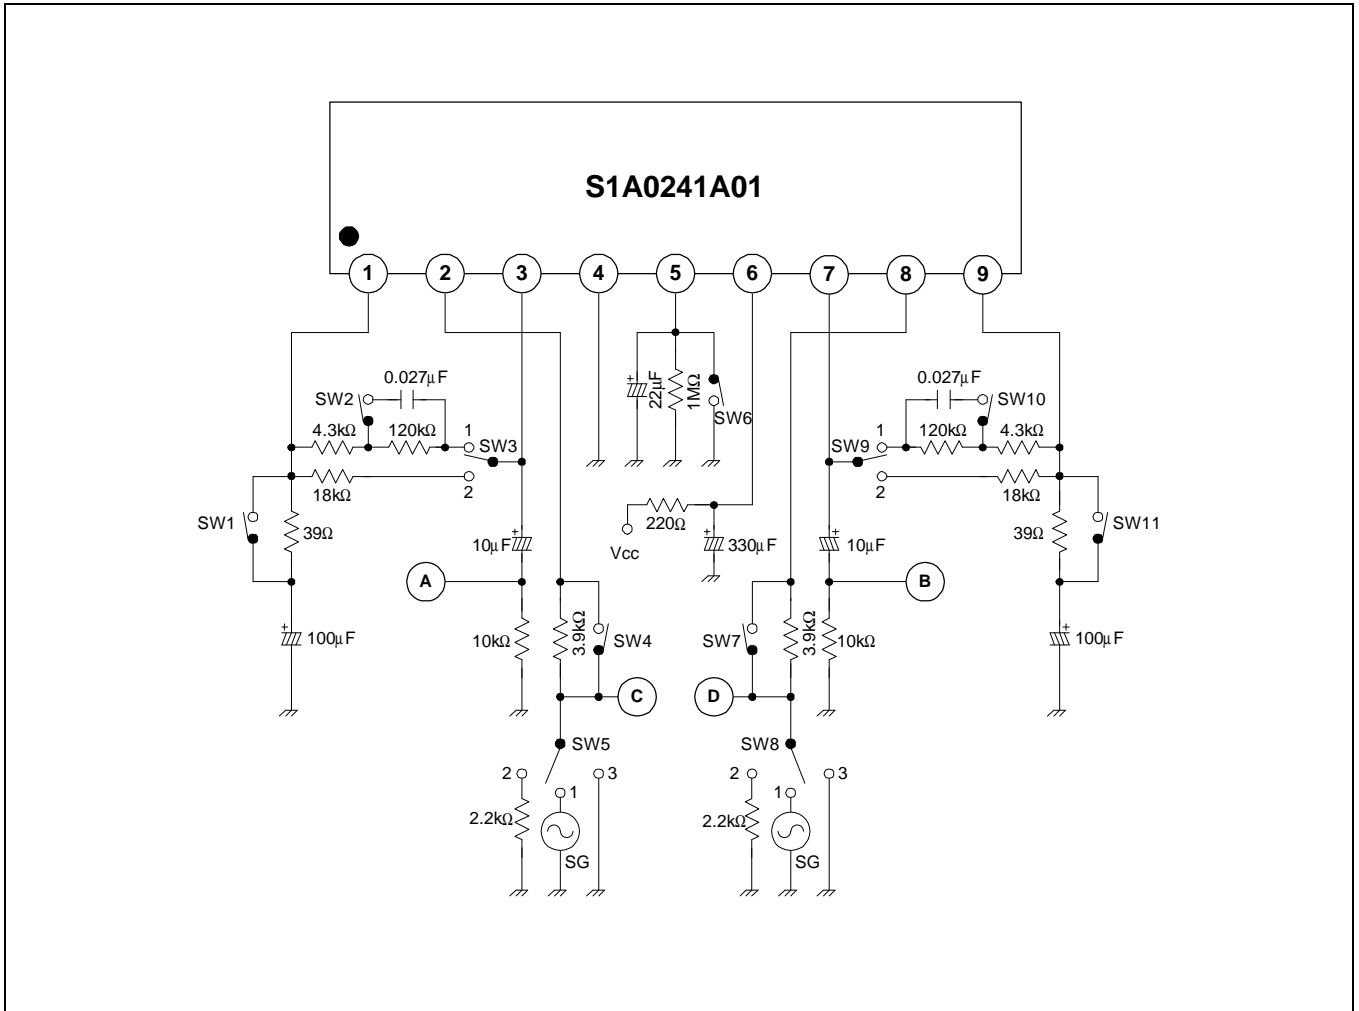 S1A0241A01
1 2 3 4 5 6 7 8 9
0.027μF 0.027μF
SW2 SW10
22μF 1MΩ SW6
4.3kΩ 120kΩ 1 SW3 SW9 1 120kΩ 4.3kΩ
18kΩ 2 2 18kΩ
SW1 39Ω 220Ω 39Ω SW11
10μF Vcc 330μF 10μF
A B
100μF 10kΩ 3.9kΩ SW4 SW7 3.9kΩ 10kΩ 100μF
C D
SW5 SW8
2 3 2 3
1 1
2.2kΩ 2.2kΩ
SG SG